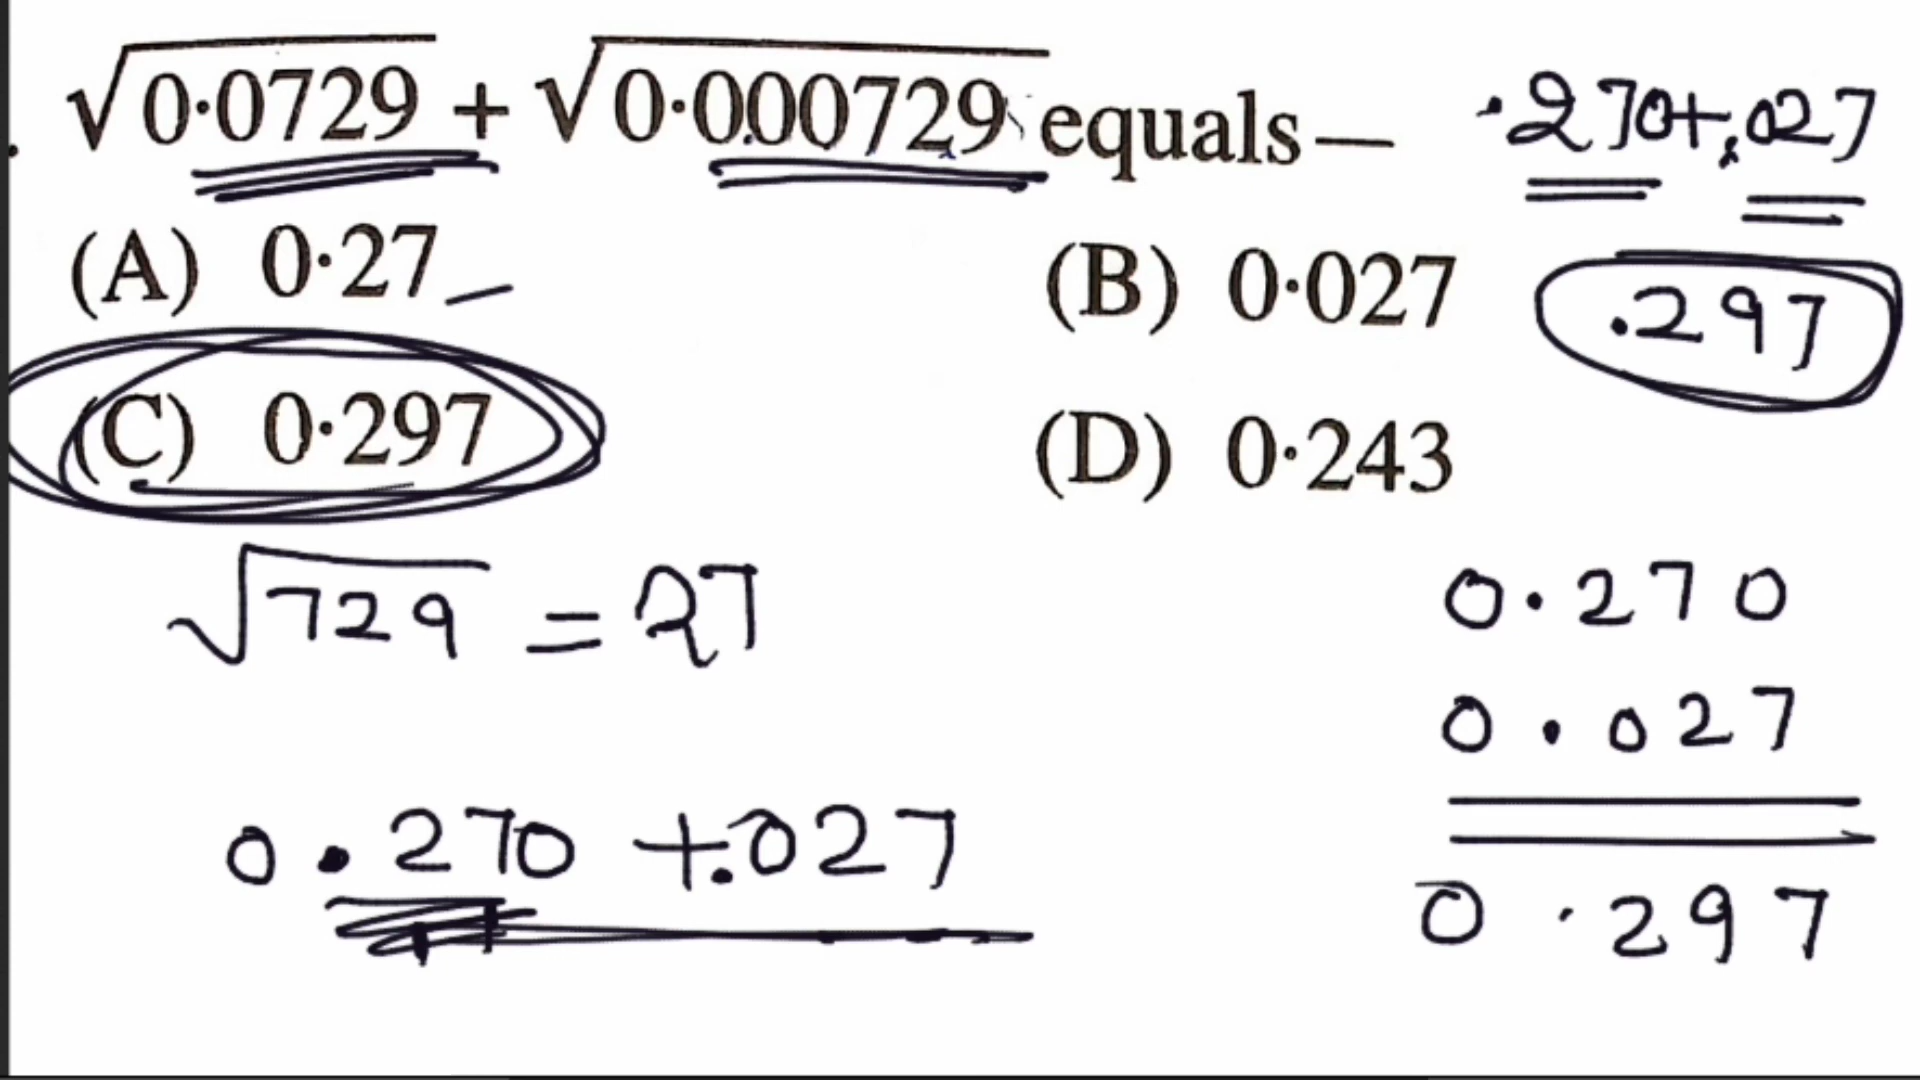 √0·0729 + √0·000729 equals— ·270+.027
(A) 0·27 (B) 0·027
.297
(C) 0·297 (D) 0·243
√729 = 27
0.270
0.027
0.270 +.027
0.297